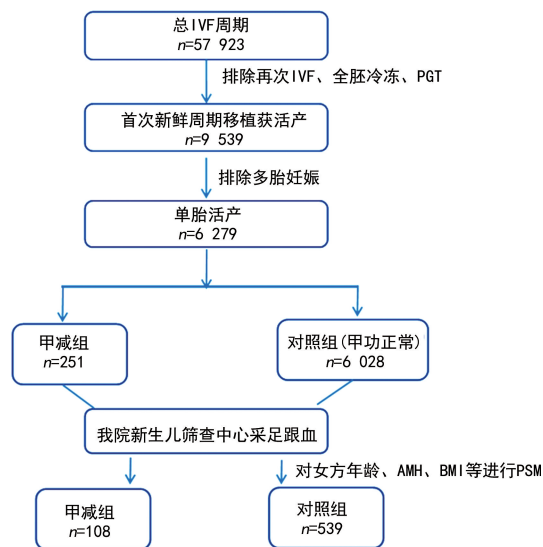 总IVF周期
n=57 923
排除再次IVF、全胚冷冻、PGT
首次新鲜周期移植获活产
n=9 539
排除多胎妊娠
单胎活产
n=6 279
甲减组
n=251
对照组(甲功正常)
n=6 028
我院新生儿筛查中心采足跟血
对女方年龄、AMH、BMI等进行PSM
甲减组
n=108
对照组
n=539